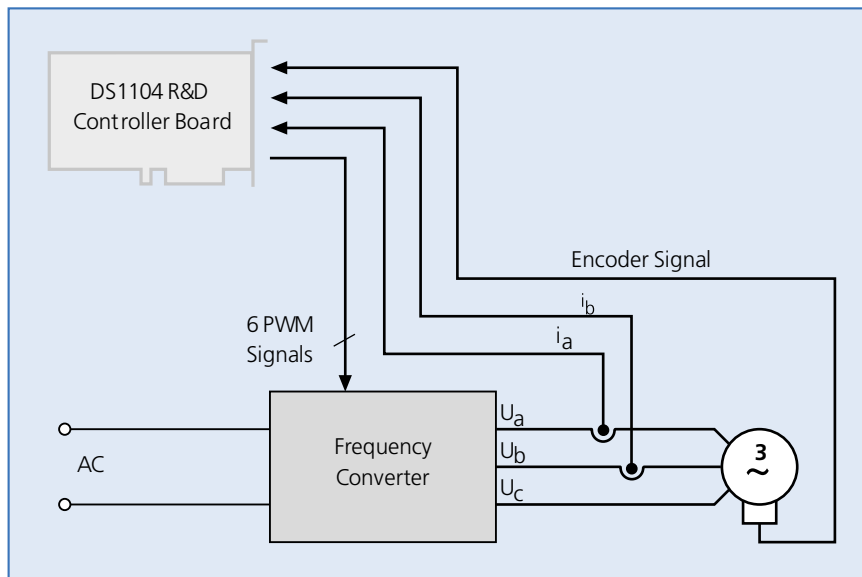 DS1104 R&D
Controller Board
Encoder Signal
ib
6 PWM
Signals
ia
Ua
Frequency
Converter
Ub
AC
Uc
3
~